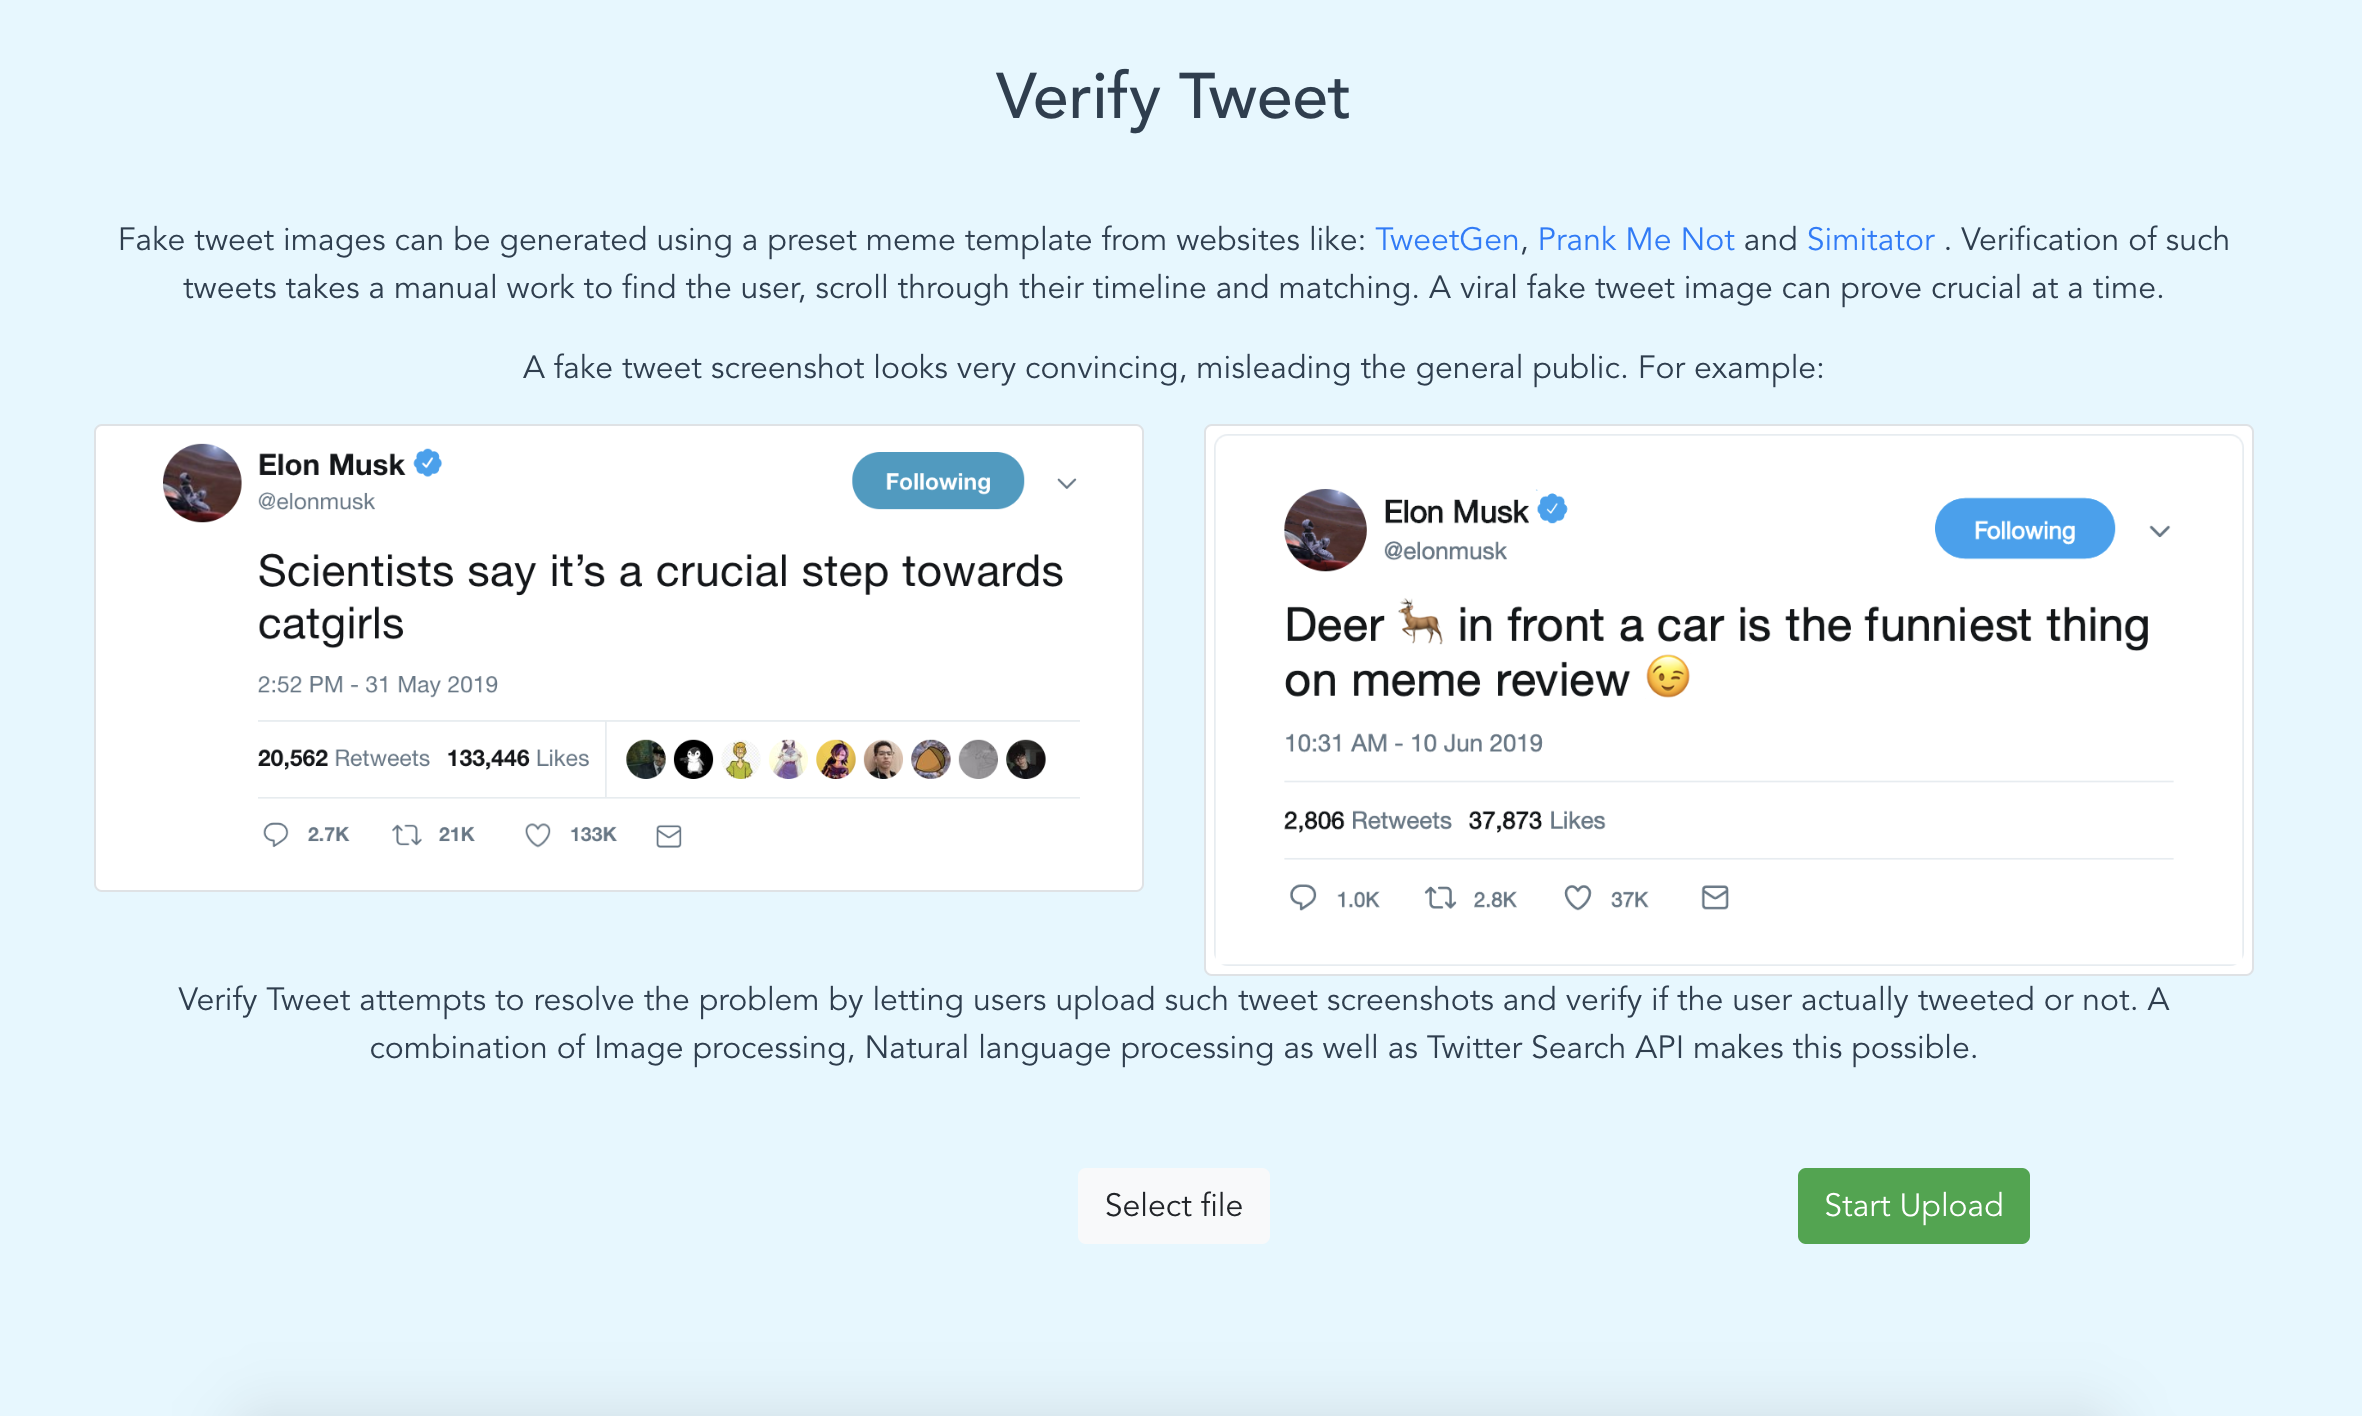 Verify Tweet
Fake tweet images can be generated using a preset meme template from websites like: TweetGen, Prank Me Not and Simitator . Verification of such
tweets takes a manual work to find the user, scroll through their timeline and matching. A viral fake tweet image can prove crucial at a time.
A fake tweet screenshot looks very convincing, misleading the general public. For example:
Elon Musk
@elonmusk
Following
Scientists say it’s a crucial step towards
catgirls
2:52 PM - 31 May 2019
20,562 Retweets 133,446 Likes
2.7K 21K 133K
Elon Musk
@elonmusk
Following
Deer 🦌 in front a car is the funniest thing
on meme review 😉
10:31 AM - 10 Jun 2019
2,806 Retweets 37,873 Likes
1.0K 2.8K 37K
Verify Tweet attempts to resolve the problem by letting users upload such tweet screenshots and verify if the user actually tweeted or not. A
combination of Image processing, Natural language processing as well as Twitter Search API makes this possible.
Select file
Start Upload